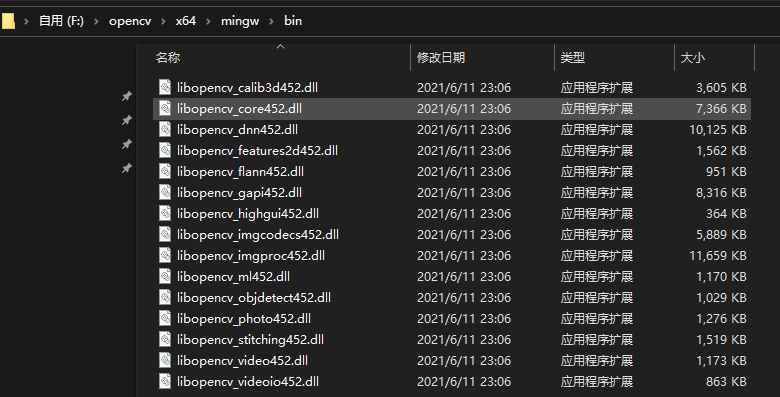 自用 (F:) › opencv › x64 › mingw › bin
名称 修改日期 类型 大小
libopencv_calib3d452.dll 2021/6/11 23:06 应用程序扩展 3,605 KB
libopencv_core452.dll 2021/6/11 23:06 应用程序扩展 7,366 KB
libopencv_dnn452.dll 2021/6/11 23:06 应用程序扩展 10,125 KB
libopencv_features2d452.dll 2021/6/11 23:06 应用程序扩展 1,562 KB
libopencv_flann452.dll 2021/6/11 23:06 应用程序扩展 951 KB
libopencv_gapi452.dll 2021/6/11 23:06 应用程序扩展 8,316 KB
libopencv_highgui452.dll 2021/6/11 23:06 应用程序扩展 364 KB
libopencv_imgcodecs452.dll 2021/6/11 23:06 应用程序扩展 5,889 KB
libopencv_imgproc452.dll 2021/6/11 23:06 应用程序扩展 11,659 KB
libopencv_ml452.dll 2021/6/11 23:06 应用程序扩展 1,170 KB
libopencv_objdetect452.dll 2021/6/11 23:06 应用程序扩展 1,029 KB
libopencv_photo452.dll 2021/6/11 23:06 应用程序扩展 1,276 KB
libopencv_stitching452.dll 2021/6/11 23:06 应用程序扩展 1,519 KB
libopencv_video452.dll 2021/6/11 23:06 应用程序扩展 1,173 KB
libopencv_videoio452.dll 2021/6/11 23:06 应用程序扩展 863 KB